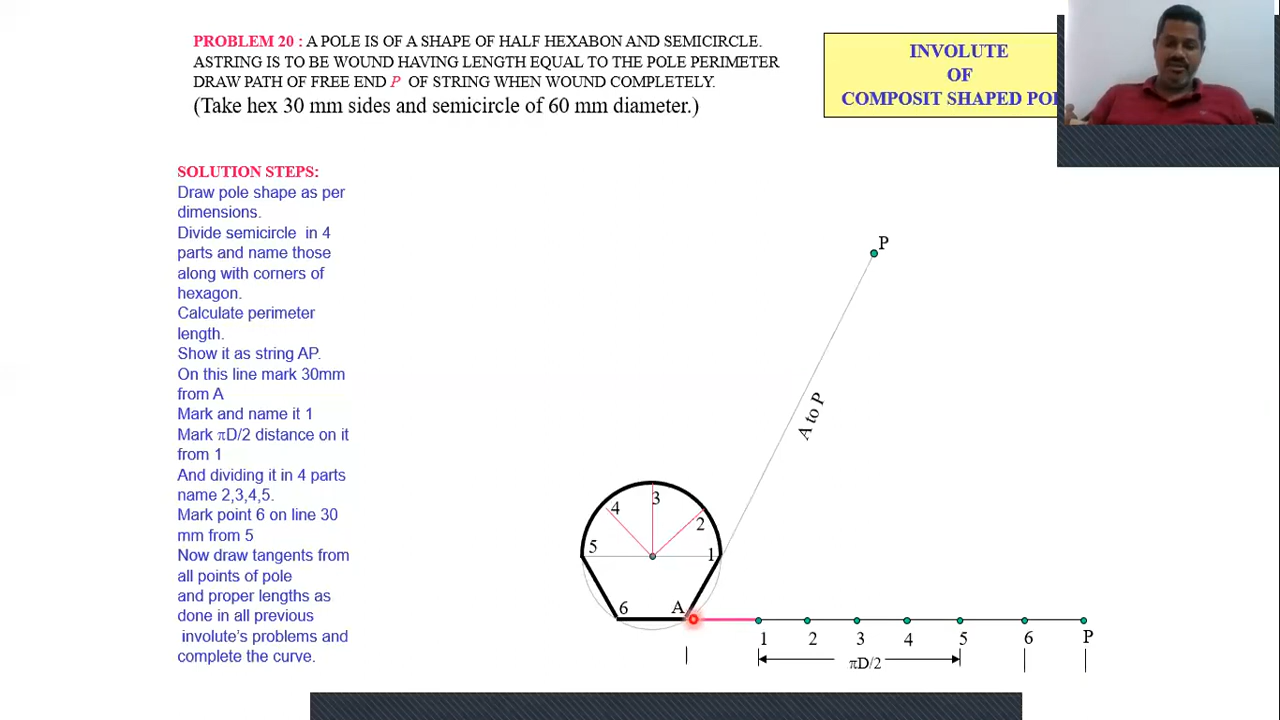 PROBLEM 20 : A POLE IS OF A SHAPE OF HALF HEXABON AND SEMICIRCLE.
ASTRING IS TO BE WOUND HAVING LENGTH EQUAL TO THE POLE PERIMETER
DRAW PATH OF FREE END P OF STRING WHEN WOUND COMPLETELY.
(Take hex 30 mm sides and semicircle of 60 mm diameter.)
INVOLUTE
OF
COMPOSIT SHAPED PO
SOLUTION STEPS:
Draw pole shape as per
dimensions.
Divide semicircle in 4
parts and name those
along with corners of
hexagon.
Calculate perimeter
length.
Show it as string AP.
On this line mark 30mm
from A
Mark and name it 1
Mark πD/2 distance on it
from 1
And dividing it in 4 parts
name 2,3,4,5.
Mark point 6 on line 30
mm from 5
Now draw tangents from
all points of pole
and proper lengths as
done in all previous
involute's problems and
complete the curve.
P
A to P
3
4
2
5
1
6
A
1 2 3 4 5 6 P
πD/2